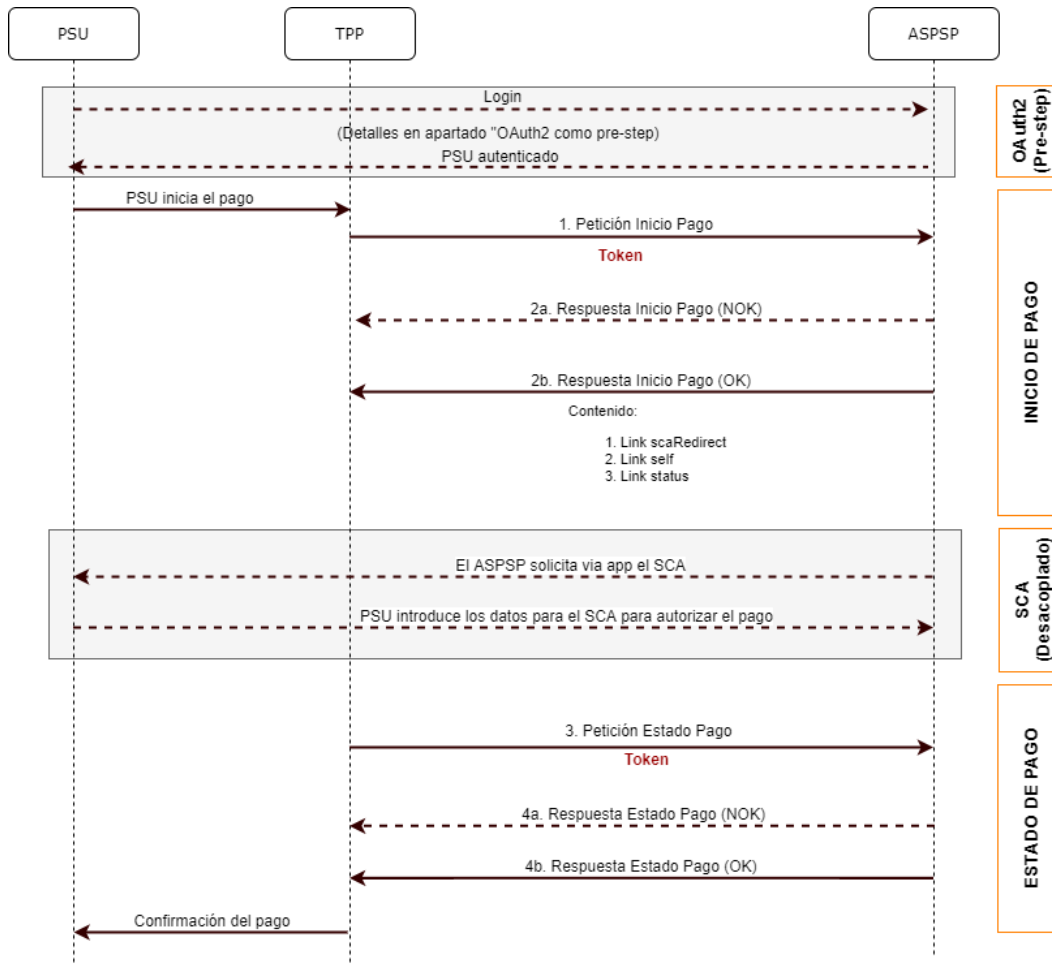 PSU
TPP
ASPSP
Login
(Detalles en apartado "OAuth2 como pre-step)
PSU autenticado
OAuth2
(Pre-step)
PSU inicia el pago
1. Petición Inicio Pago
Token
2a. Respuesta Inicio Pago (NOK)
2b. Respuesta Inicio Pago (OK)
Contenido:
1. Link scaRedirect
2. Link self
3. Link status
INICIO DE PAGO
El ASPSP solicita via app el SCA
PSU introduce los datos para el SCA para autorizar el pago
SCA
(Desacoplado)
3. Petición Estado Pago
Token
4a. Respuesta Estado Pago (NOK)
4b. Respuesta Estado Pago (OK)
Confirmación del pago
ESTADO DE PAGO